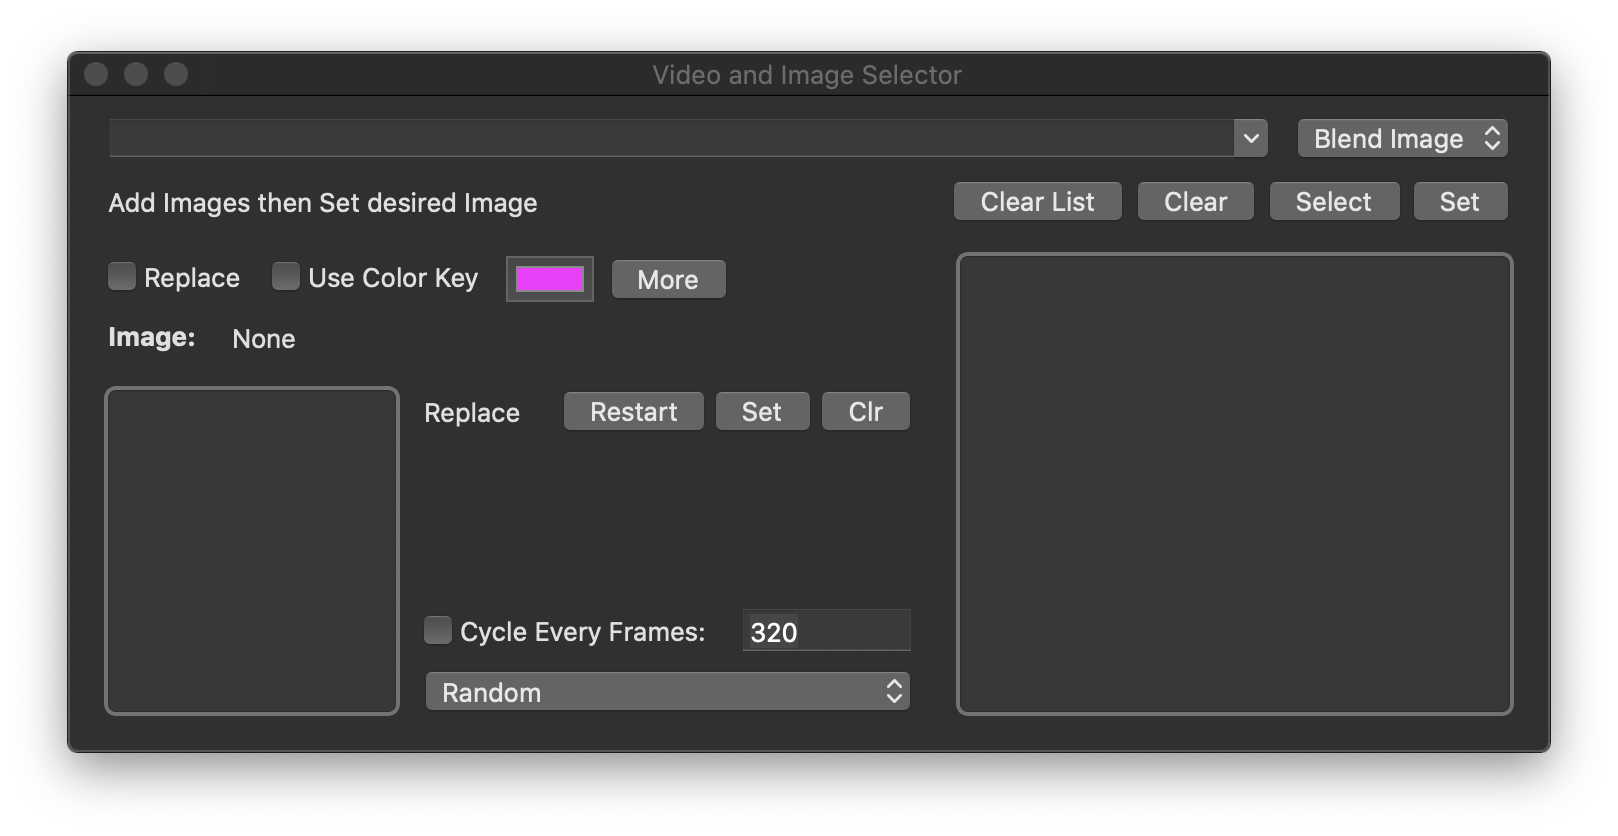 Video and Image Selector
Blend Image
Add Images then Set desired Image
Clear List Clear Select Set
Replace Use Color Key More
Image: None
Replace Restart Set Clr
Cycle Every Frames: 320
Random